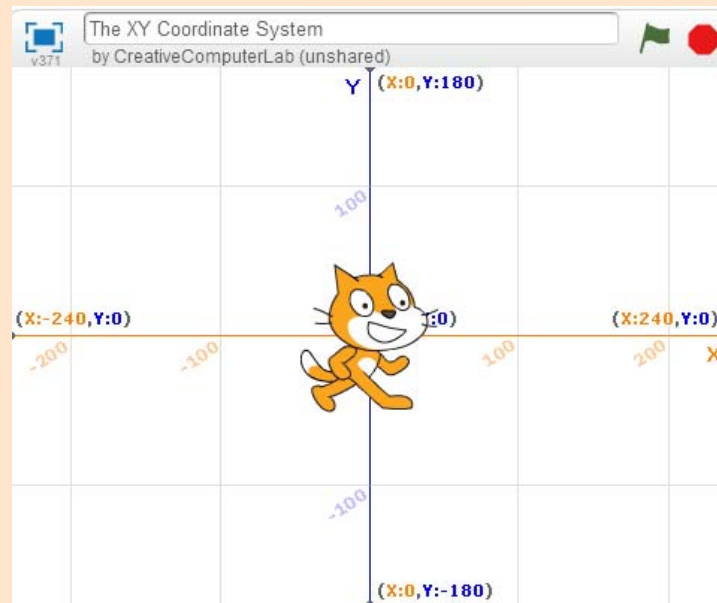 The XY Coordinate System
v371
by CreativeComputerLab (unshared)
Y (X:0,Y:180)
100
(X:-240,Y:0) :0) (X:240,Y:0)
-200 -100 100 200 X
-100
(X:0,Y:-180)